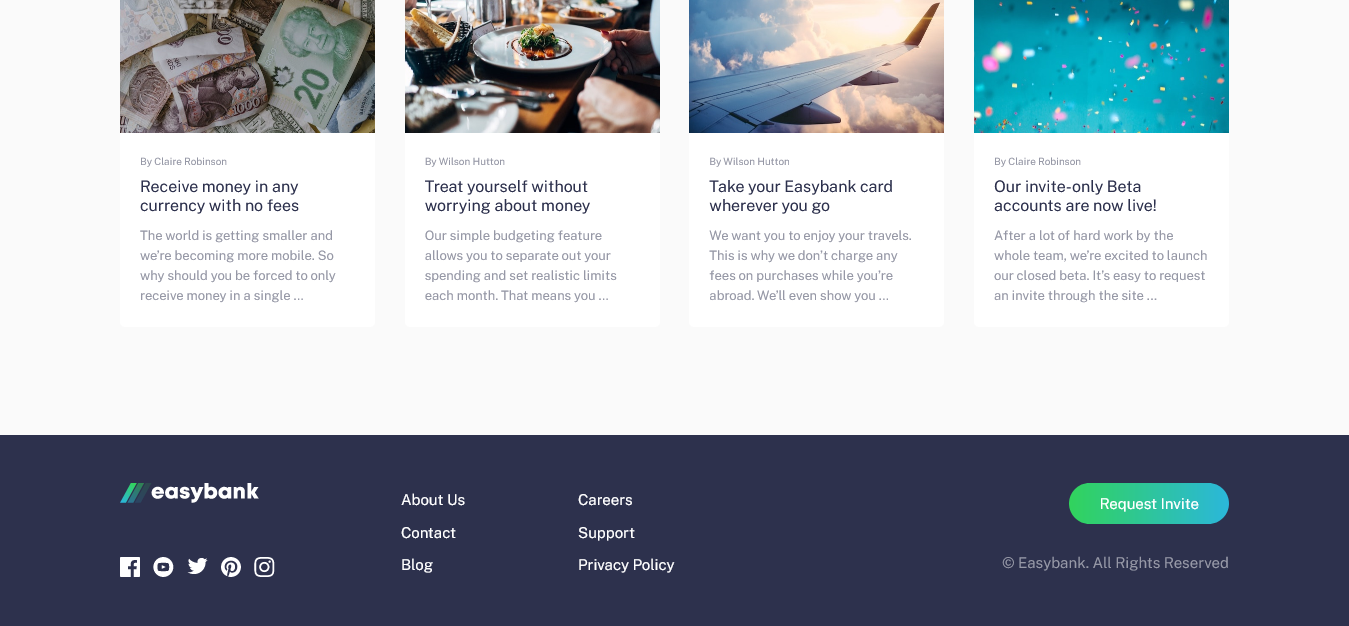 20
1000
By Claire Robinson
Receive money in any
currency with no fees
The world is getting smaller and
we're becoming more mobile. So
why should you be forced to only
receive money in a single ...
By Wilson Hutton
Treat yourself without
worrying about money
Our simple budgeting feature
allows you to separate out your
spending and set realistic limits
each month. That means you ...
By Wilson Hutton
Take your Easybank card
wherever you go
We want you to enjoy your travels.
This is why we don't charge any
fees on purchases while you're
abroad. We'll even show you ...
By Claire Robinson
Our invite-only Beta
accounts are now live!
After a lot of hard work by the
whole team, we're excited to launch
our closed beta. It's easy to request
an invite through the site ...
easybank
About Us
Contact
Blog
Careers
Support
Privacy Policy
Request Invite
© Easybank. All Rights Reserved